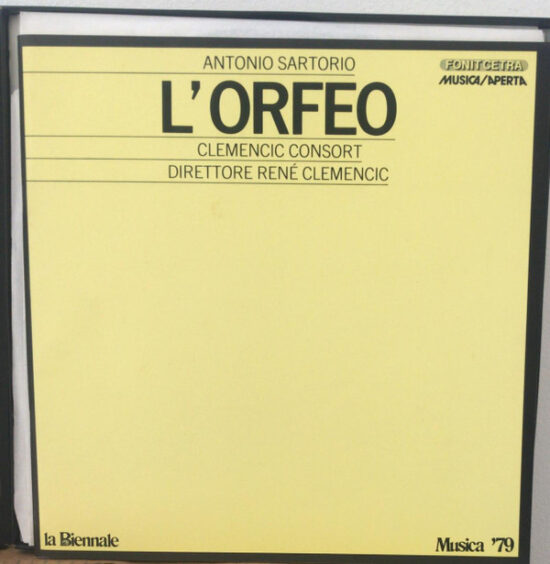 ANTONIO SARTORIO
FONIT CETRA
MUSICA/APERTA
L'ORFEO
CLEMENCIC CONSORT
DIRETTORE RENÉ CLEMENCIC
la Biennale
Musica '79